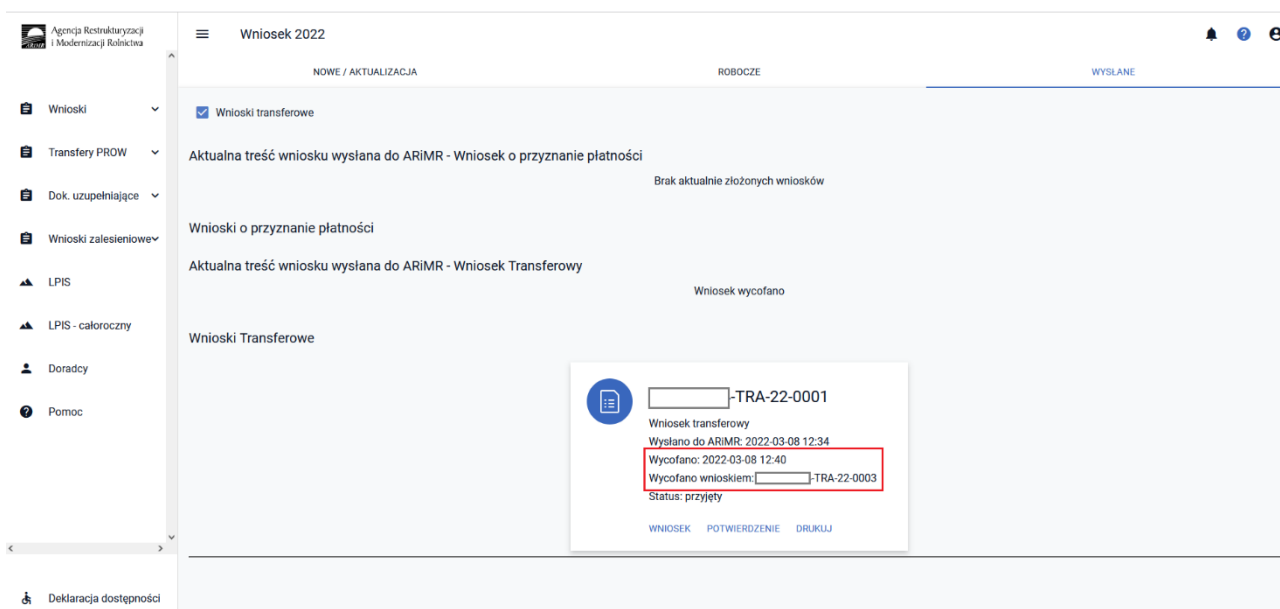 Agencja Restrukturyzacji
i Modernizacji Rolnictwa
ARiMR
Wniosek 2022
NOWE / AKTUALIZACJA
ROBOCZE
WYSŁANE
Wnioski
Transfery PROW
Dok. uzupełniające
Wnioski zalesieniowe
LPIS
LPIS - całoroczny
Doradcy
Pomoc
Deklaracja dostępności
Wnioski transferowe
Aktualna treść wniosku wysłana do ARiMR - Wniosek o przyznanie płatności
Brak aktualnie złożonych wniosków
Wnioski o przyznanie płatności
Aktualna treść wniosku wysłana do ARiMR - Wniosek Transferowy
Wniosek wycofano
Wnioski Transferowe
-TRA-22-0001
Wniosek transferowy
Wysłano do ARiMR: 2022-03-08 12:34
Wycofano: 2022-03-08 12:40
Wycofano wnioskiem: -TRA-22-0003
Status: przyjęty
WNIOSEK POTWIERDZENIE DRUKUJ